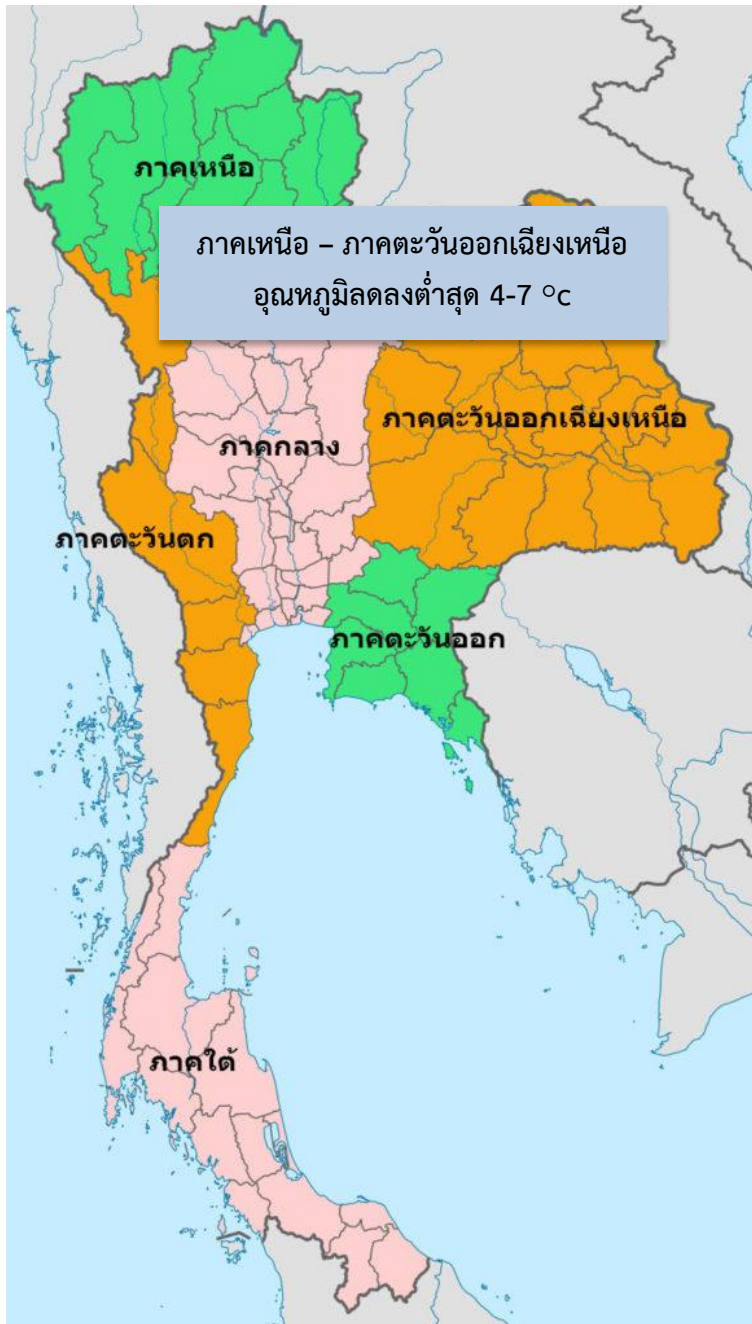 ภาคเหนือ
ภาคเหนือ – ภาคตะวันออกเฉียงเหนือ
อุณหภูมิลดลงต่ำสุด 4-7 °c
ภาคกลาง
ภาคตะวันออกเฉียงเหนือ
ภาคตะวันตก
ภาคตะวันออก
ภาคใต้